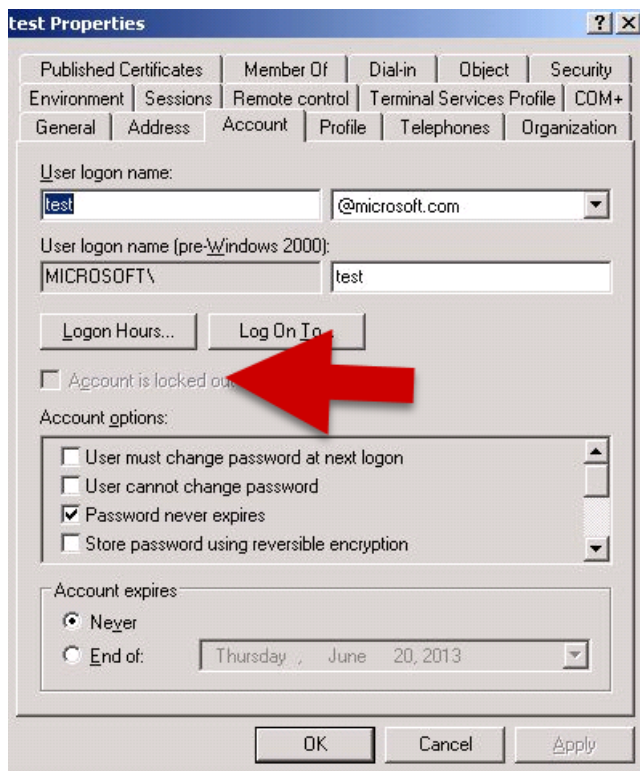 test Properties
Published Certificates Member Of Dial-in Object Security
Environment Sessions Remote control Terminal Services Profile COM+
General Address Account Profile Telephones Organization
User logon name:
test @microsoft.com
User logon name (pre-Windows 2000):
MICROSOFT\ test
Logon Hours... Log On To...
Account is locked out
Account options:
User must change password at next logon
User cannot change password
Password never expires
Store password using reversible encryption
Account expires
Never
End of: Thursday , June 20, 2013
OK Cancel Apply